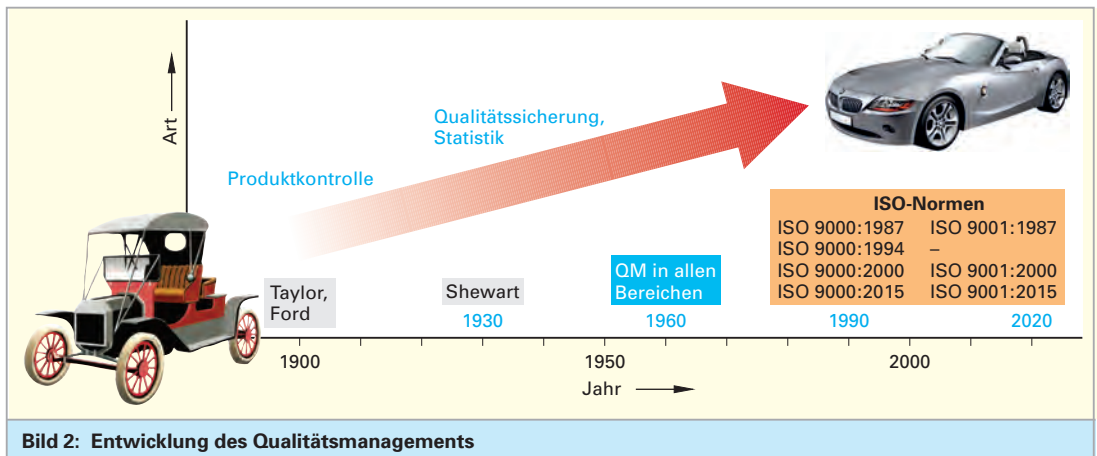 Art
Qualitätssicherung,
Statistik
Produktkontrolle
ISO-Normen
ISO 9000:1987 ISO 9001:1987
ISO 9000:1994 –
ISO 9000:2000 ISO 9001:2000
ISO 9000:2015 ISO 9001:2015
Taylor,
Ford
Shewart
QM in allen
Bereichen
1930 1960 1990 2020
1900 1950 2000
Jahr
Bild 2: Entwicklung des Qualitätsmanagements